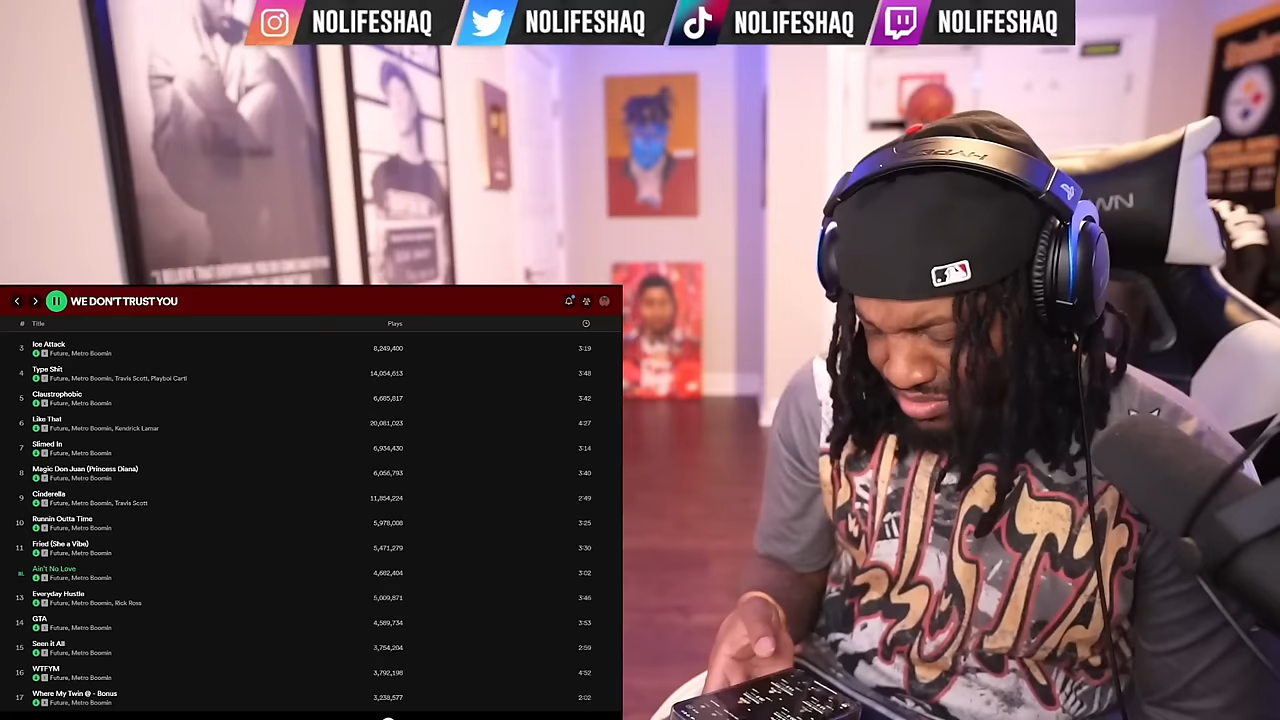 NOLIFESHAQ NOLIFESHAQ NOLIFESHAQ NOLIFESHAQ
WE DON'T TRUST YOU
# Title Plays
3 Ice Attack 8,249,400 3:19
Future, Metro Boomin
4 Type Shit 14,054,613 3:48
Future, Metro Boomin, Travis Scott, Playboi Carti
5 Claustrophobic 6,685,817 3:42
Future, Metro Boomin
6 Like That 20,081,023 4:27
Future, Metro Boomin, Kendrick Lamar
7 Slimed In 6,934,430 3:14
Future, Metro Boomin
8 Magic Don Juan (Princess Diana) 6,056,793 3:40
Future, Metro Boomin
9 Cinderella 11,854,224 2:49
Future, Metro Boomin, Travis Scott
10 Runnin Outta Time 5,978,008 3:25
Future, Metro Boomin
11 Fried (She a Vibe) 5,471,279 3:30
Future, Metro Boomin
Ain't No Love 4,682,404 3:02
Future, Metro Boomin
13 Everyday Hustle 5,009,871 3:46
Future, Metro Boomin, Rick Ross
14 GTA 4,569,734 3:53
Future, Metro Boomin
15 Seen it All 3,754,204 2:59
Future, Metro Boomin
16 WTFYM 3,792,198 4:52
Future, Metro Boomin
17 Where My Twin @ - Bonus 3,238,577 2:02
Future, Metro Boomin